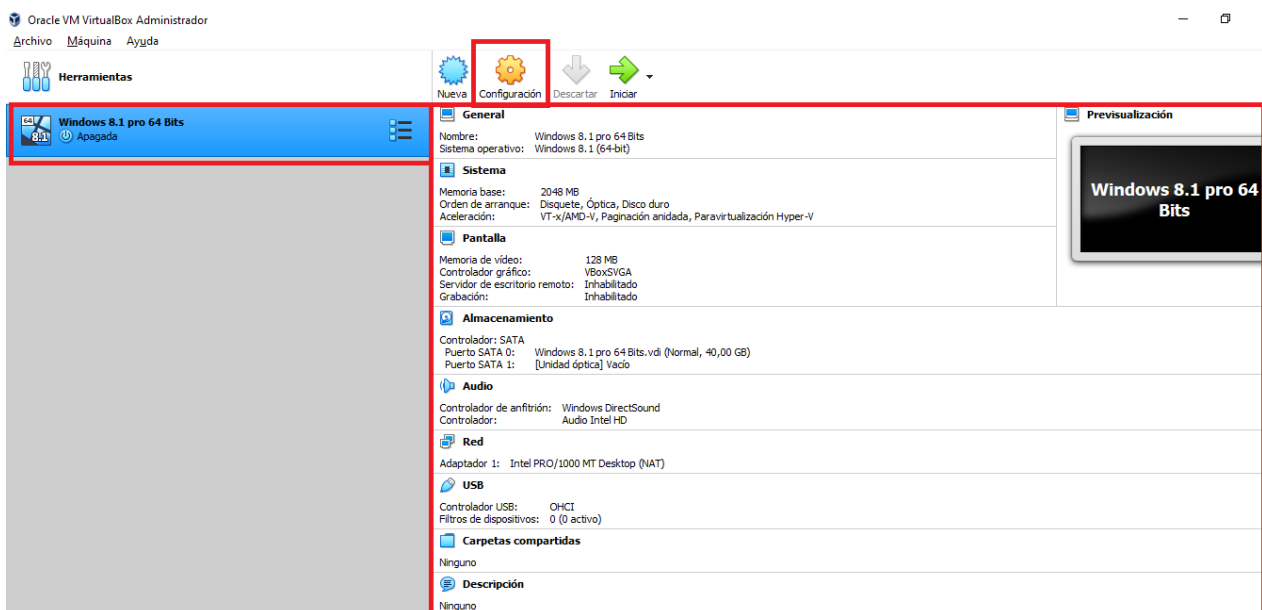 Oracle VM VirtualBox Administrador
Archivo Máquina Ayuda
Herramientas
Nueva Configuración Descartar Iniciar
64
8.1
Windows 8.1 pro 64 Bits
Apagada
General
Nombre: Windows 8.1 pro 64 Bits
Sistema operativo: Windows 8.1 (64-bit)
Sistema
Memoria base: 2048 MB
Orden de arranque: Disquete, Óptica, Disco duro
Aceleración: VT-x/AMD-V, Paginación anidada, Paravirtualización Hyper-V
Pantalla
Memoria de vídeo: 128 MB
Controlador gráfico: VBoxSVGA
Servidor de escritorio remoto: Inhabilitado
Grabación: Inhabilitado
Almacenamiento
Controlador: SATA
Puerto SATA 0: Windows 8.1 pro 64 Bits.vdi (Normal, 40,00 GB)
Puerto SATA 1: [Unidad óptica] Vacío
Audio
Controlador de anfitrión: Windows DirectSound
Controlador: Audio Intel HD
Red
Adaptador 1: Intel PRO/1000 MT Desktop (NAT)
USB
Controlador USB: OHCI
Filtros de dispositivos: 0 (0 activo)
Carpetas compartidas
Ninguno
Descripción
Ninguno
Previsualización
Windows 8.1 pro 64
Bits